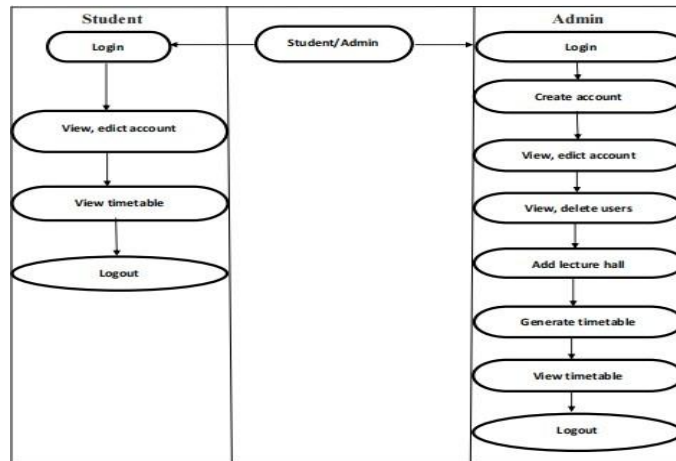 Student
Login
View, edict account
View timetable
Logout
Student/Admin
Admin
Login
Create account
View, edict account
View, delete users
Add lecture hall
Generate timetable
View timetable
Logout